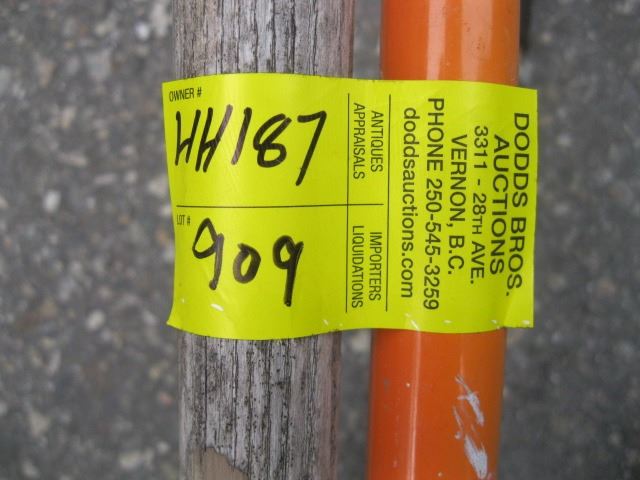 OWNER #
HH187
LOT #
909
ANTIQUES
APPRAISALS
IMPORTERS
LIQUIDATIONS
DODDS BROS.
AUCTIONS
3311 - 28TH AVE.
VERNON, B.C.
PHONE 250-545-3259
doddsauctions.com